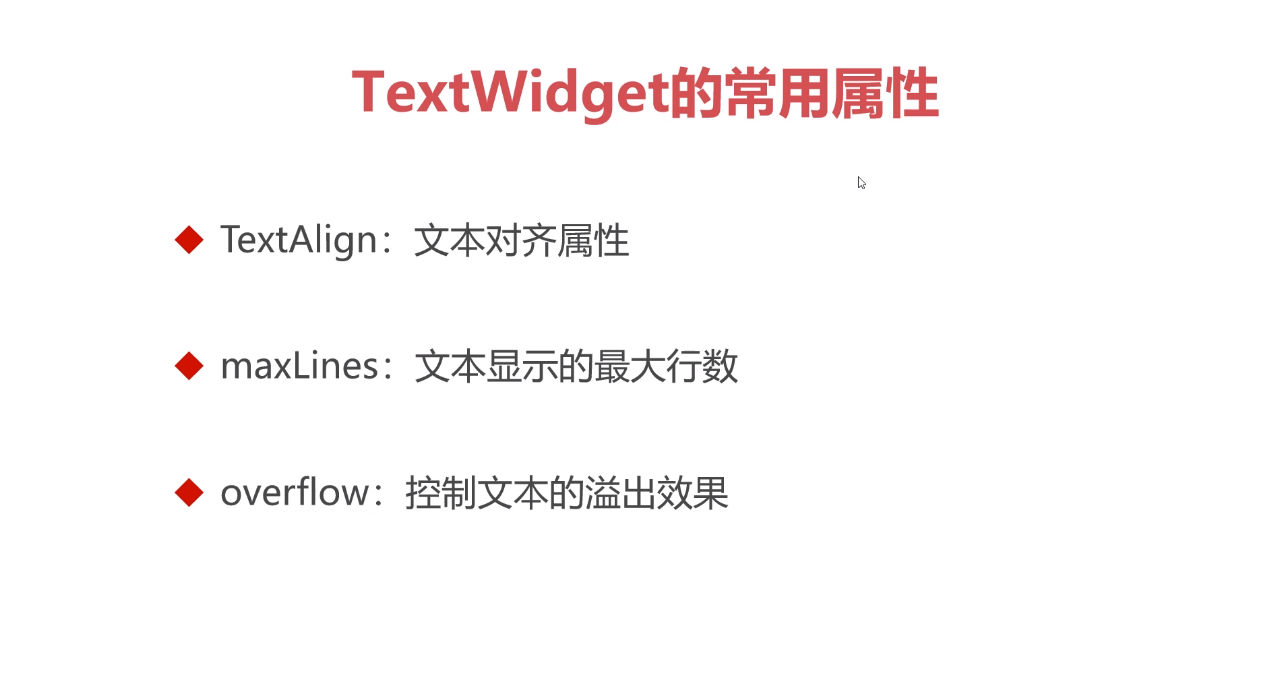 TextWidget的常用属性
TextAlign：文本对齐属性
maxLines：文本显示的最大行数
overflow：控制文本的溢出效果